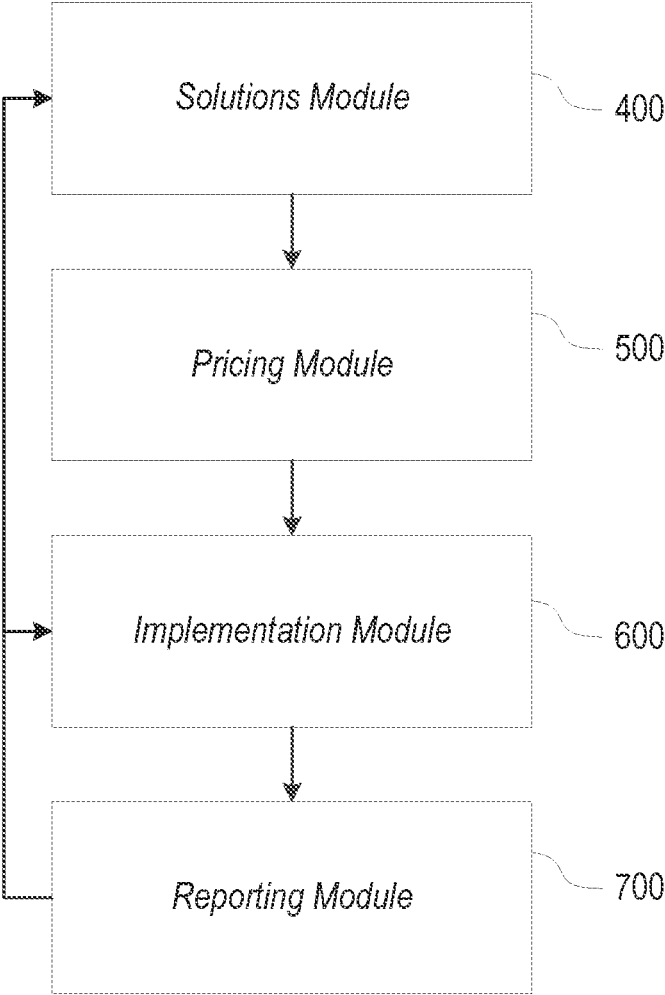 Solutions Module
400
Pricing Module
500
Implementation Module
600
Reporting Module
700